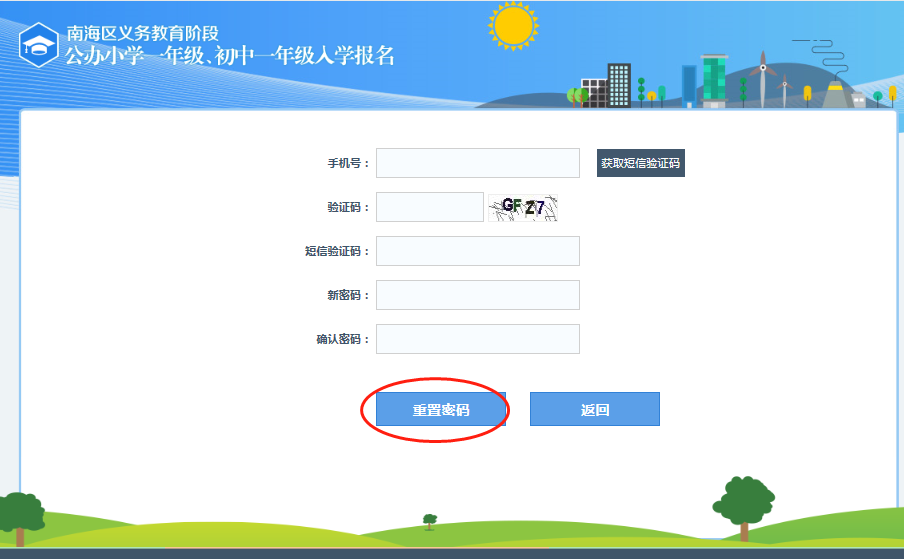 南海区义务教育阶段
公办小学一年级、初中一年级入学报名
手机号：
获取短信验证码
验证码：
GFZ7
短信验证码：
新密码：
确认密码：
重置密码
返回